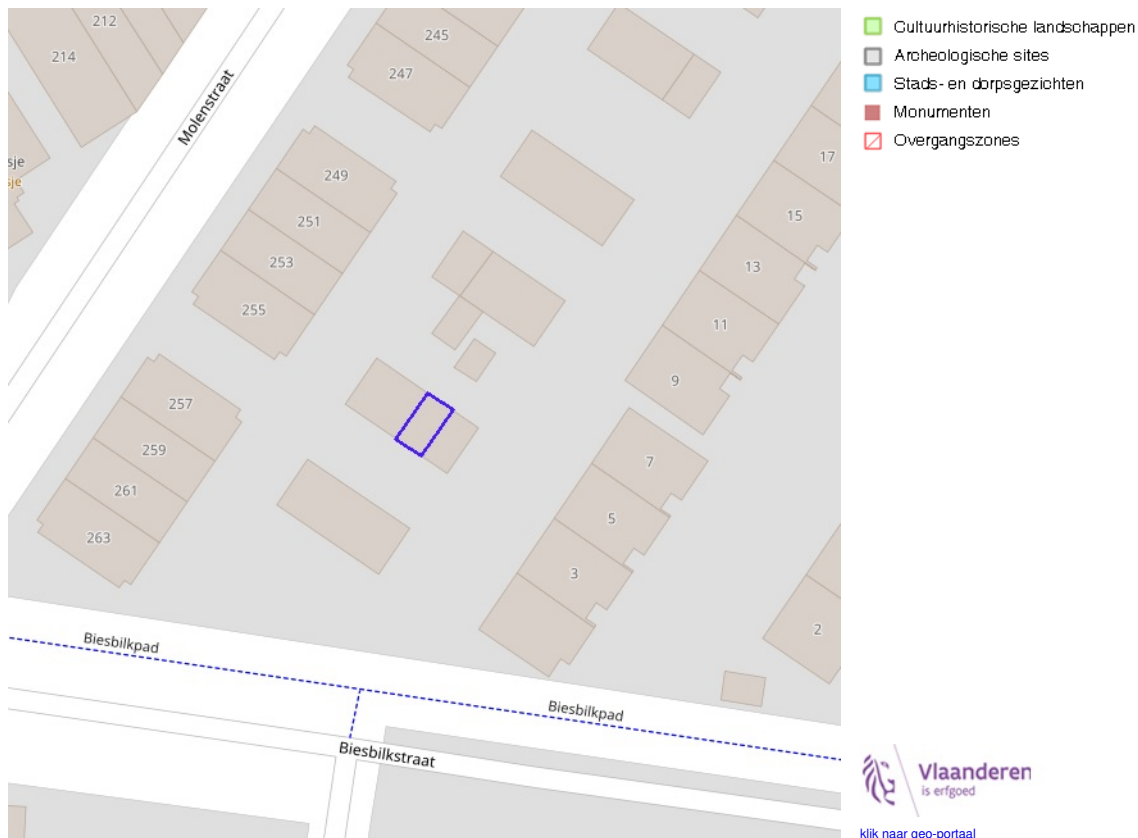 212
214
Molenstraat
245
247
sje
sje
249
251
253
255
257
259
261
263
17
15
13
11
9
7
5
3
2
Biesbilkpad
Biesbilkpad
Biesbilkstraat
Cultuurhistorische landschappen
Archeologische sites
Stads- en dorpsgezichten
Monumenten
Overgangszones
Vlaanderen
is erfgoed
klik naar geo-portaal